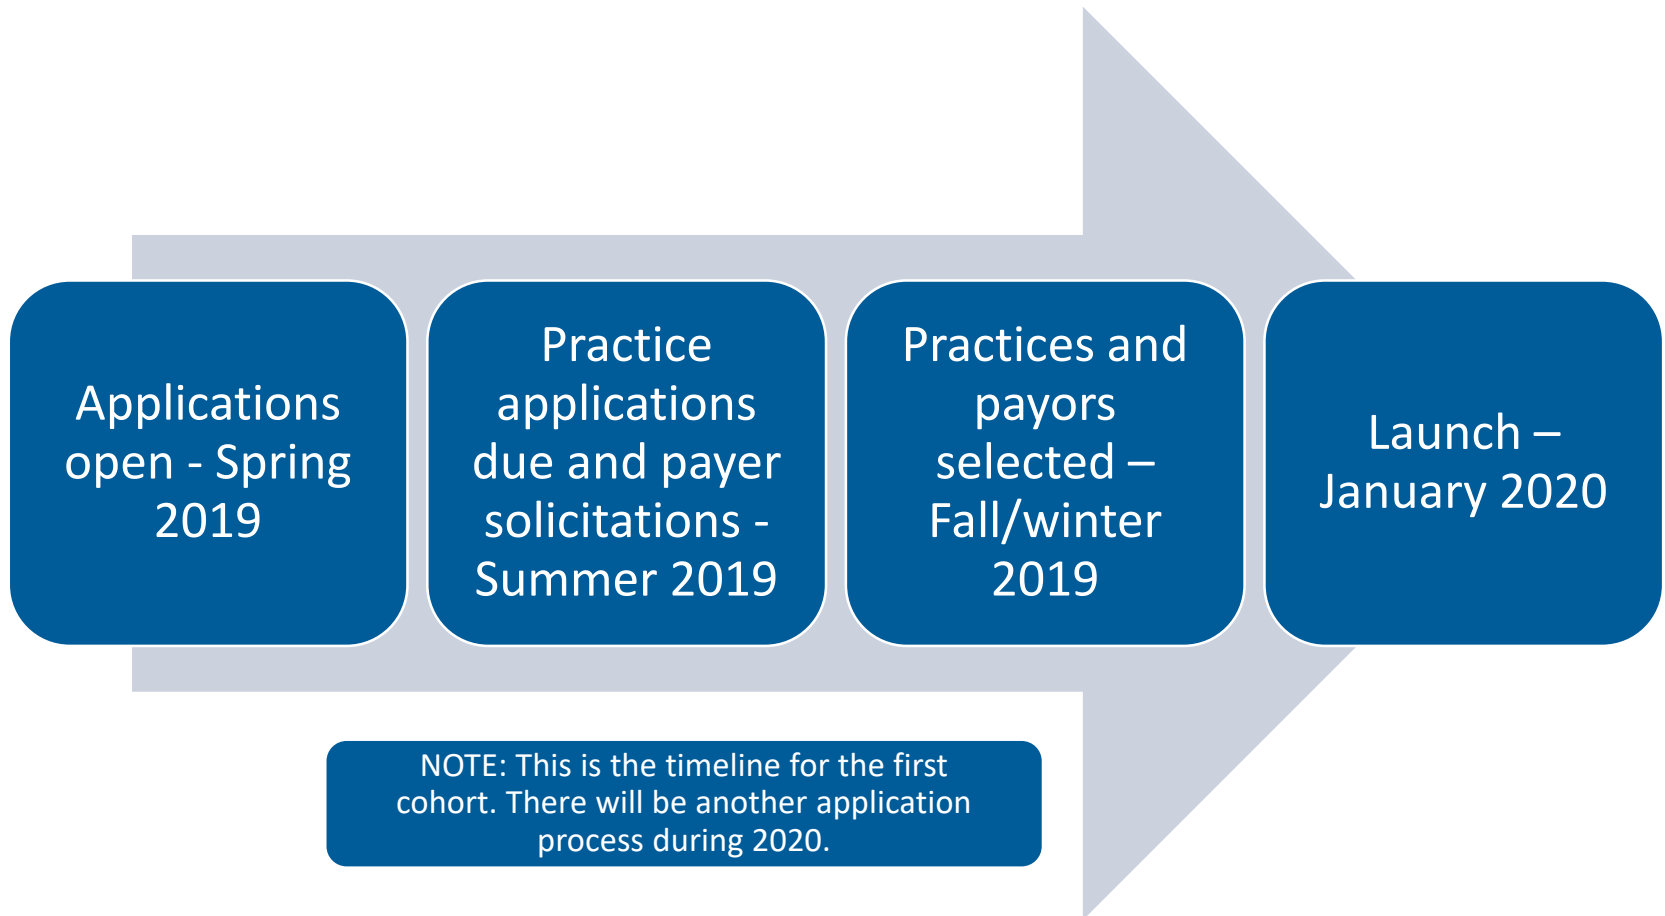 Applications
open - Spring
2019
Practice
applications
due and payer
solicitations -
Summer 2019
Practices and
payors
selected –
Fall/winter
2019
Launch –
January 2020
NOTE: This is the timeline for the first
cohort. There will be another application
process during 2020.